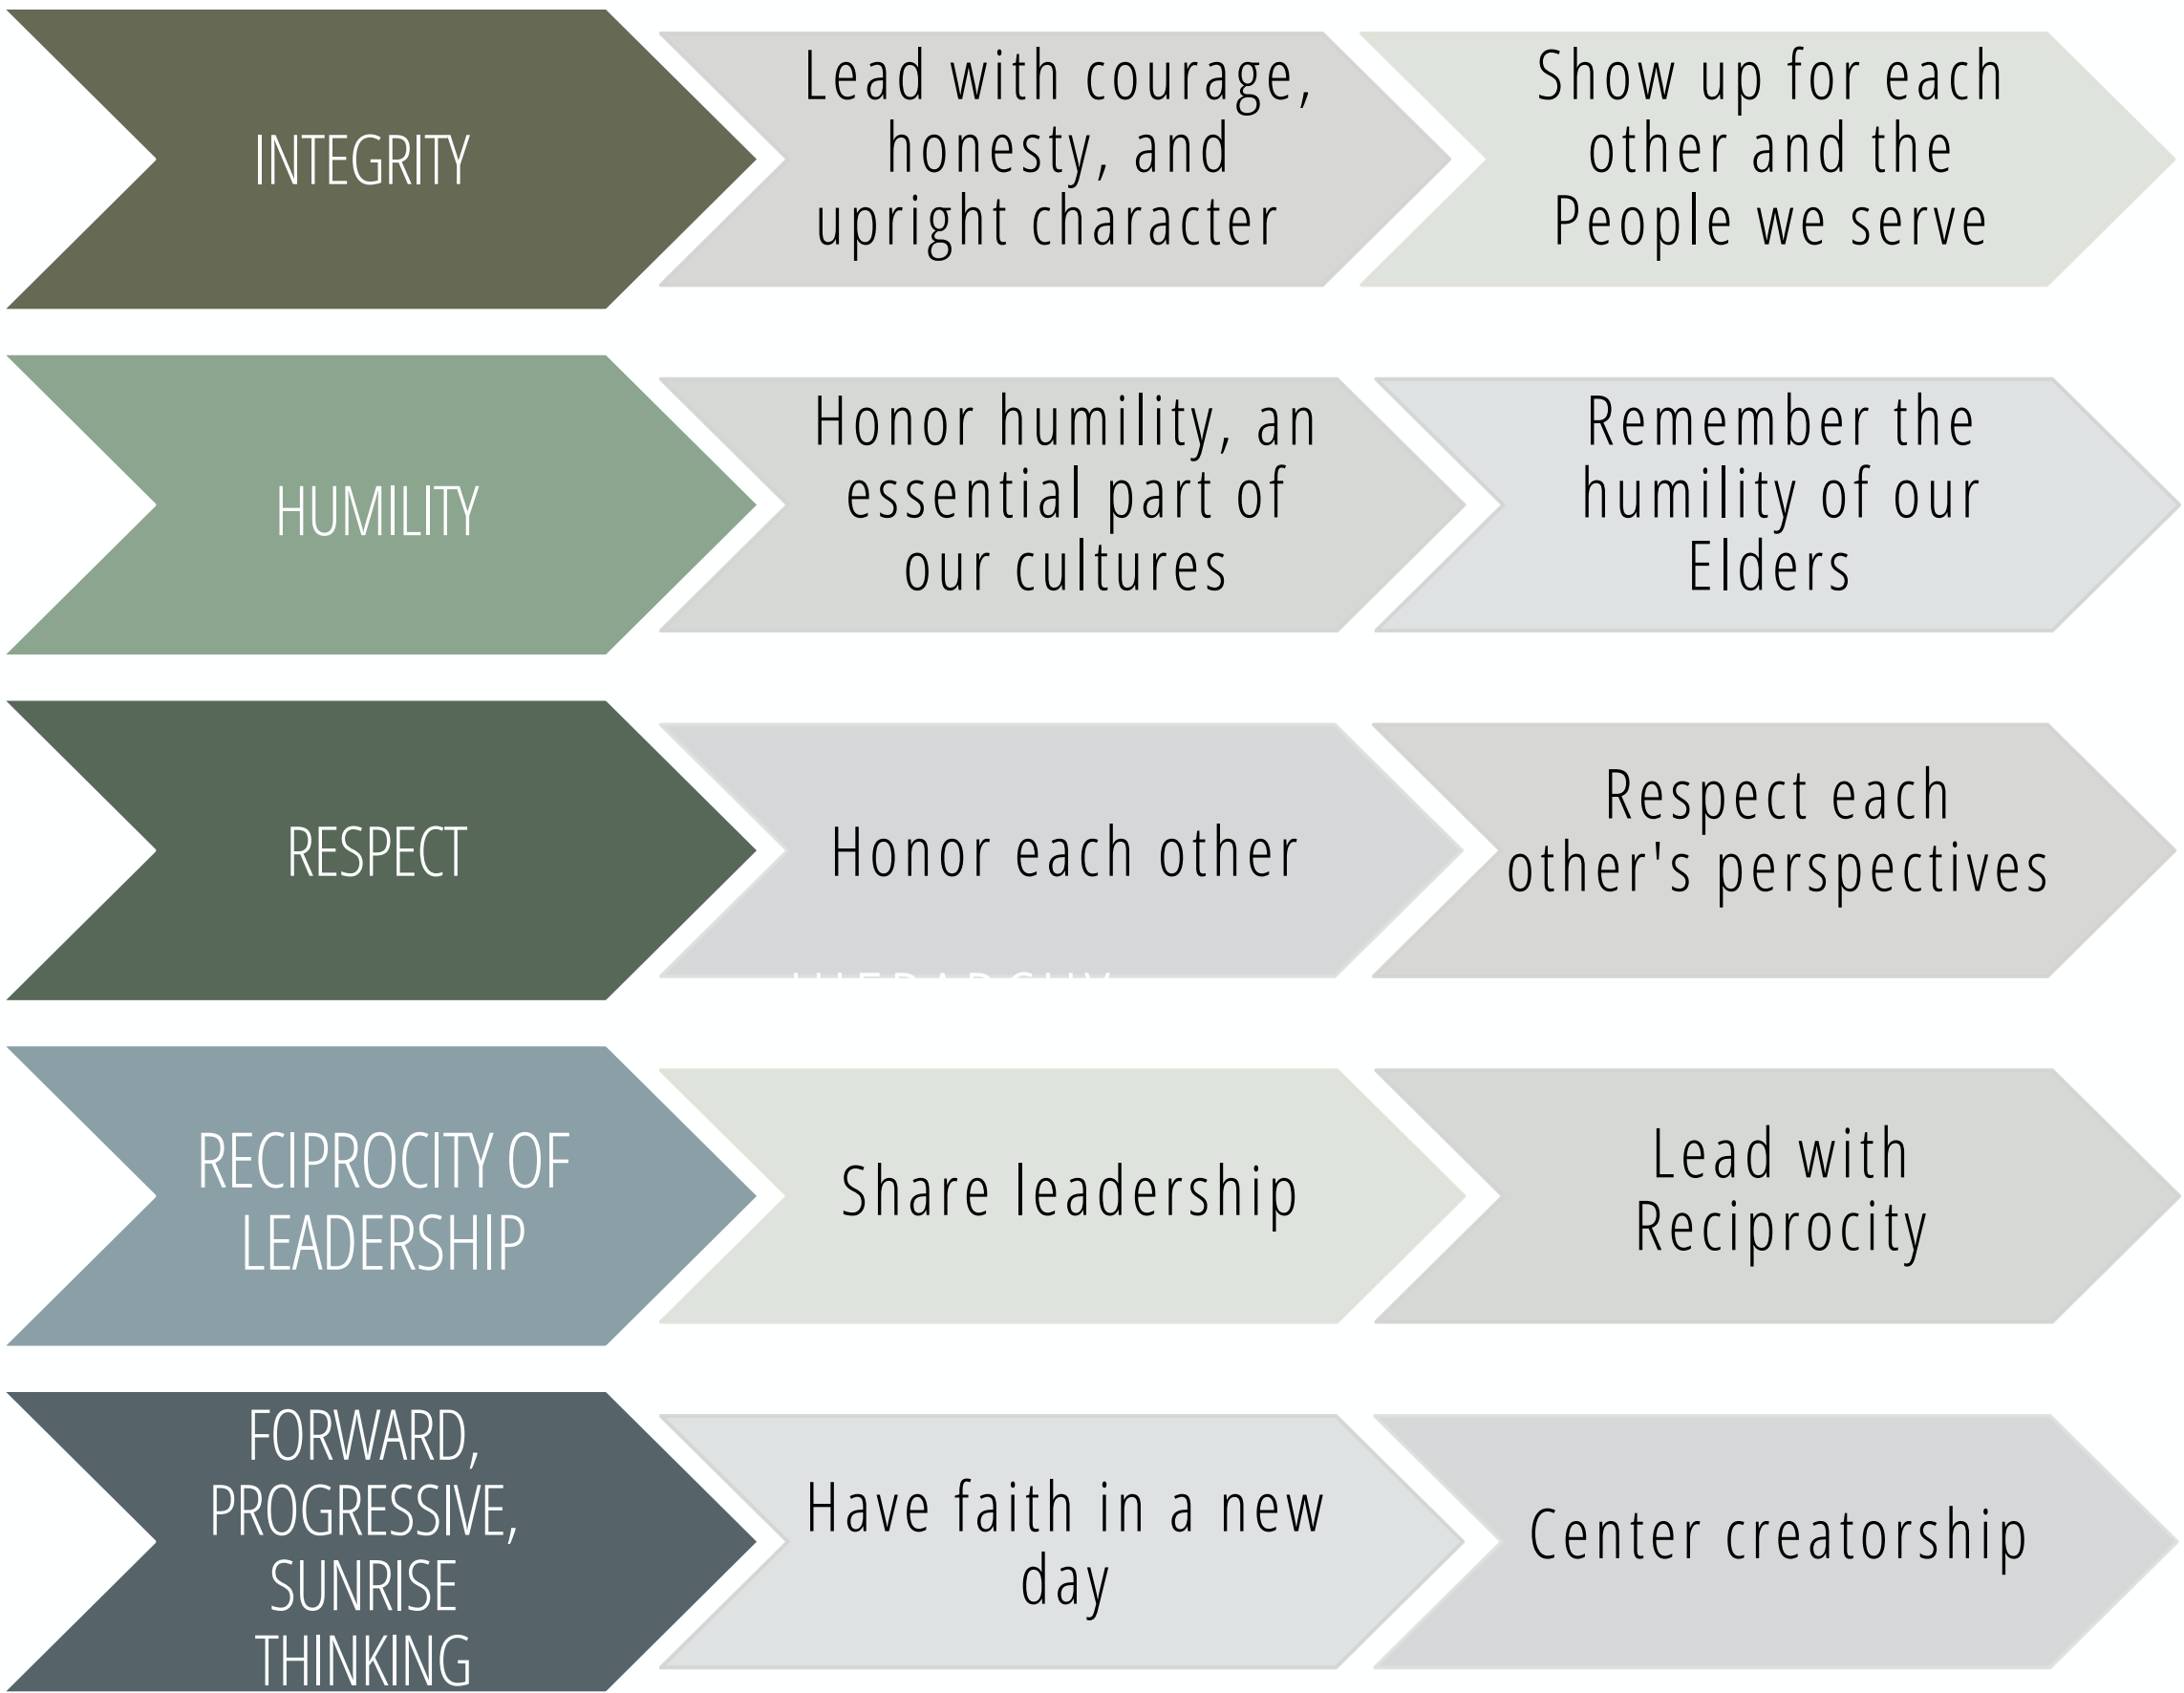 INTEGRITY
Lead with courage,
honesty, and
upright character
Show up for each
other and the
People we serve
HUMILITY
Honor humility, an
essential part of
our cultures
Remember the
humility of our
Elders
RESPECT
Honor each other
Respect each
other's perspectives
RECIPROCITY OF
LEADERSHIP
Share leadership
Lead with
Reciprocity
FORWARD,
PROGRESSIVE,
SUNRISE
THINKING
Have faith in a new
day
Center creatorship